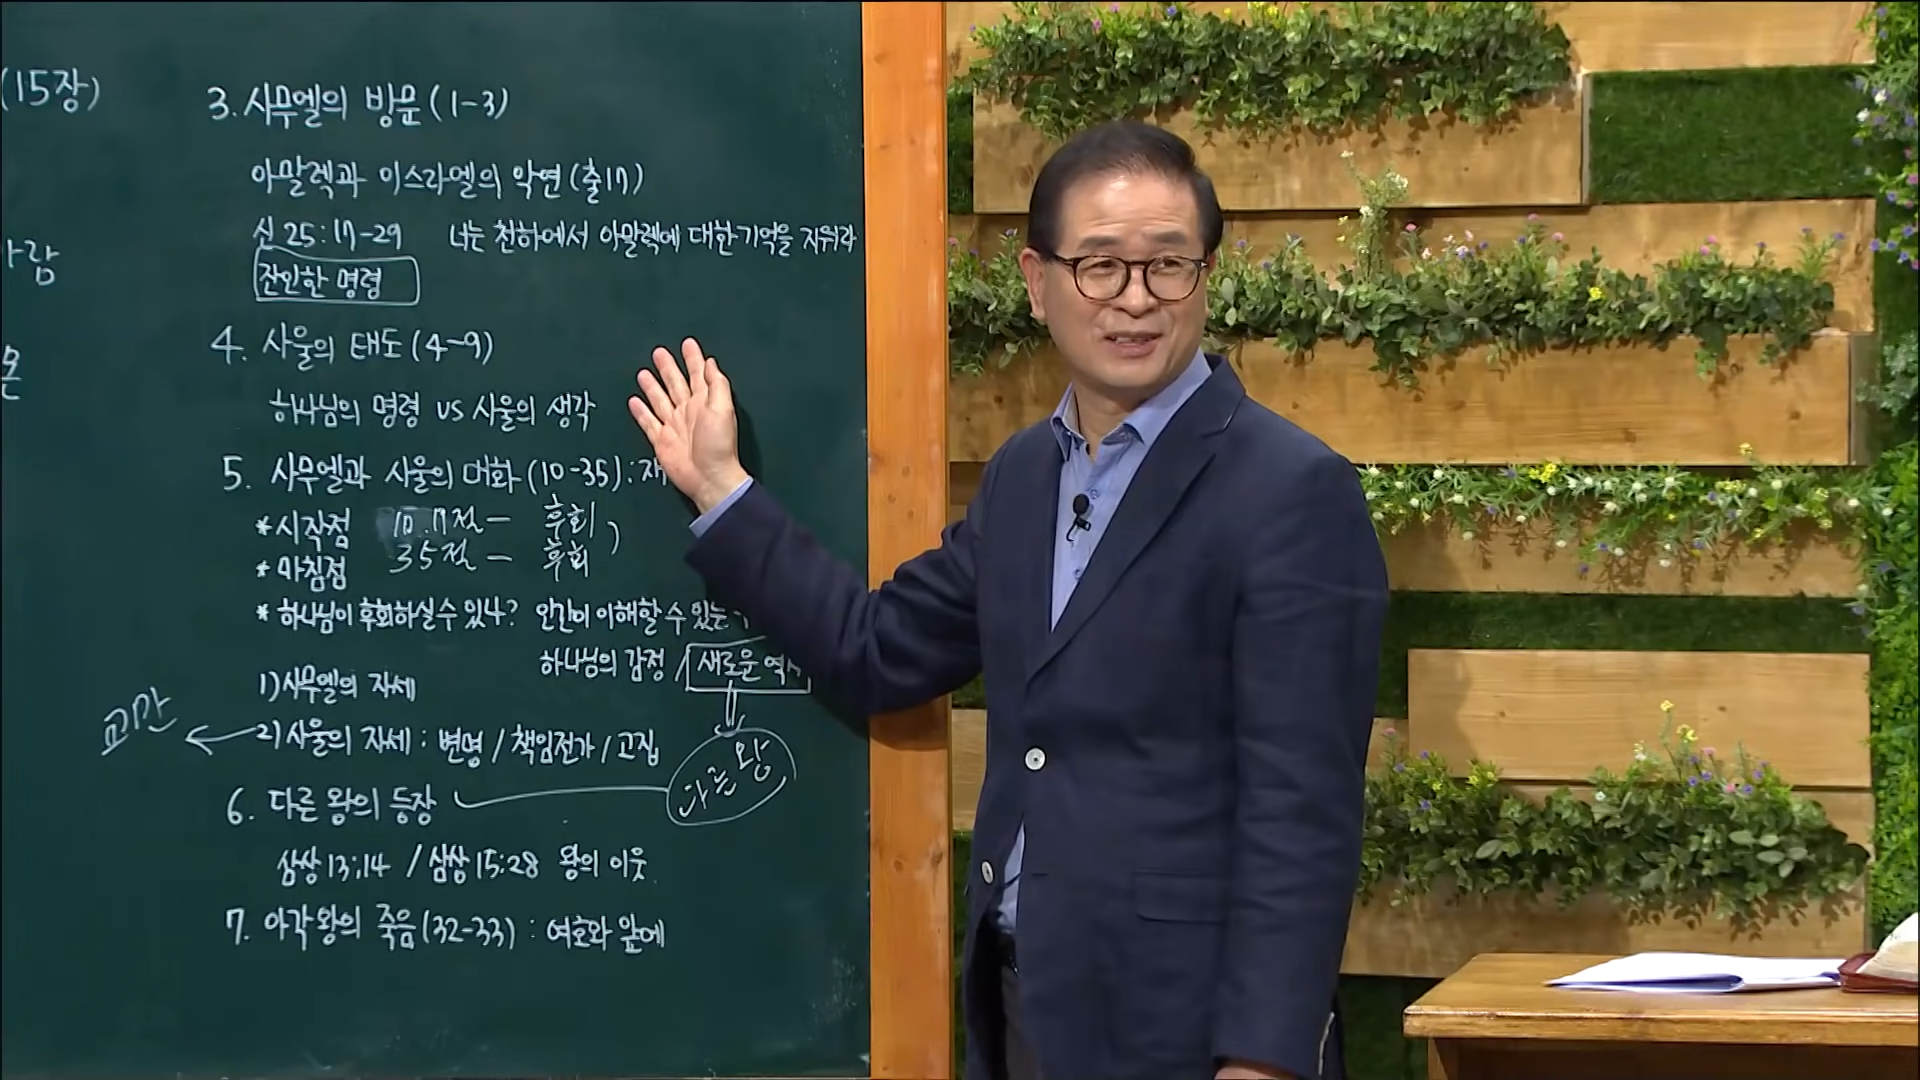 (15장)
3. 사무엘의 방문 (1-3)
아말렉과 이스라엘의 악연 (출17)
신 25:17-29 너는 천하에서 아말렉에 대한 기억을 지워라
잔인한 명령
4. 사울의 태도 (4-9)
하나님의 명령 vs 사울의 생각
5. 사무엘과 사울의 대화 (10-35):
* 시작점 10. 11절 - 후회
* 마침점 35절 - 후회
* 하나님이 후회하실 수 있나? 인간이 이해할 수 있는
하나님의 감정 / 새로운
1) 사무엘의 자세
교만
2) 사울의 자세 : 변명 / 책임전가 / 고집
다른 왕
6. 다른 왕의 등장
삼상 13:14 / 삼상 15:28 왕의 이웃
7. 아각왕의 죽음 (32-33) : 여호와 앞에